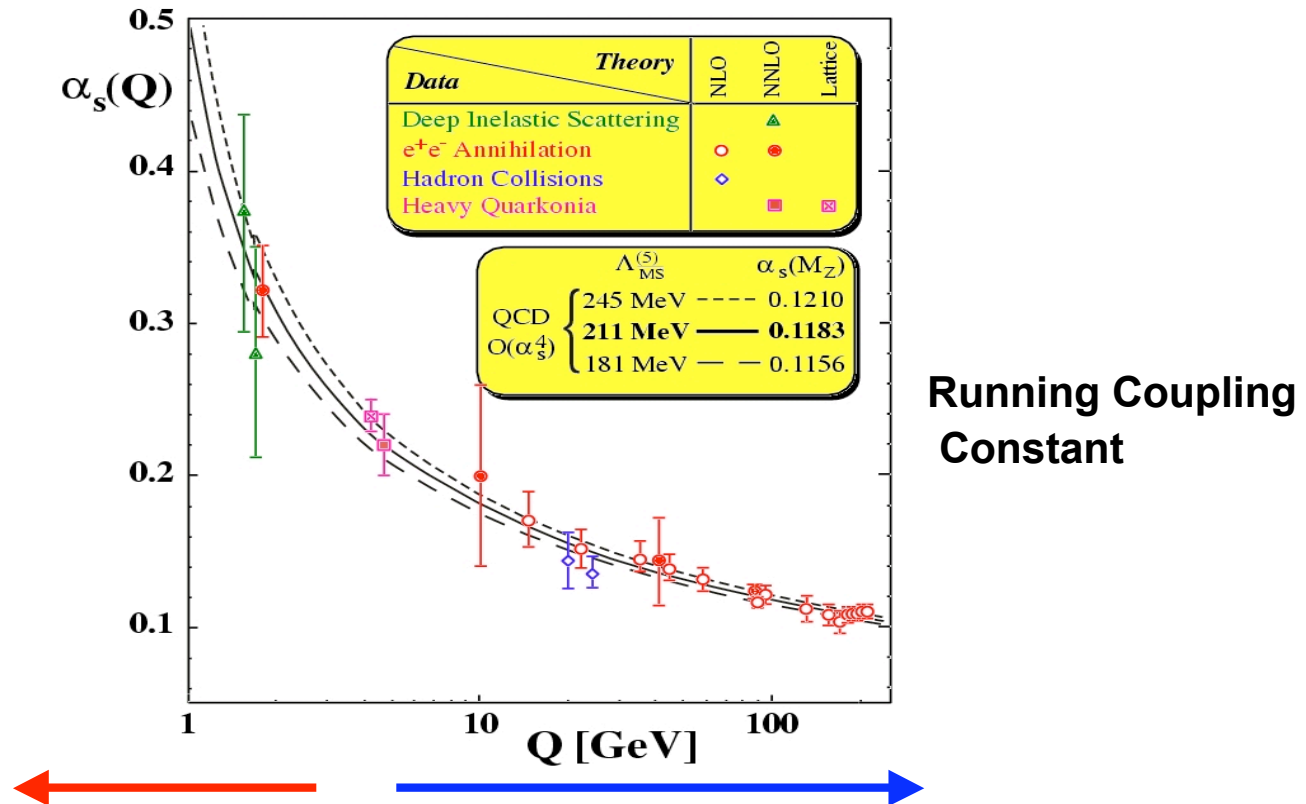 0.5
0.4
0.3
0.2
0.1
αs(Q)
Theory
Data
NLO
NNLO
Lattice
Deep Inelastic Scattering
e⁺e⁻ Annihilation
Hadron Collisions
Heavy Quarkonia
Λ(5)MS αs(MZ)
QCD
O(αs⁴)
245 MeV 0.1210
211 MeV 0.1183
181 MeV 0.1156
Running Coupling
Constant
1 10 100
Q [GeV]